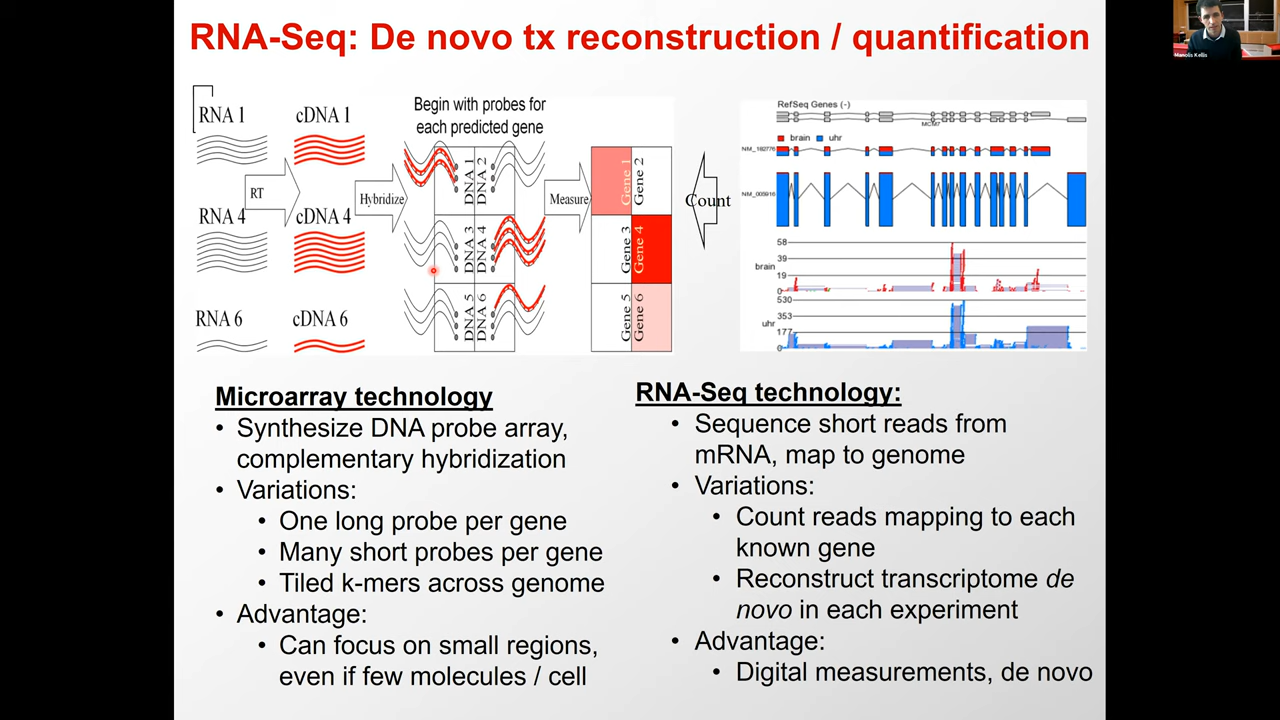 RNA-Seq: De novo tx reconstruction / quantification
Manolis Kellis
RNA 1
cDNA 1
Begin with probes for
each predicted gene
RT
Hybridize
DNA 1
DNA 2
Measure
Gene 1
Gene 2
RNA 4
cDNA 4
DNA 3
DNA 4
Gene 3
Gene 4
RNA 6
cDNA 6
DNA 5
DNA 6
Gene 5
Gene 6
Count
RefSeq Genes (-)
MCM7
brain uhr
NM_182776
NM_005916
58
39
19
0
brain
530
353
177
0
uhr
Microarray technology
• Synthesize DNA probe array,
complementary hybridization
• Variations:
• One long probe per gene
• Many short probes per gene
• Tiled k-mers across genome
• Advantage:
• Can focus on small regions,
even if few molecules / cell
RNA-Seq technology:
• Sequence short reads from
mRNA, map to genome
• Variations:
• Count reads mapping to each
known gene
• Reconstruct transcriptome de
novo in each experiment
• Advantage:
• Digital measurements, de novo